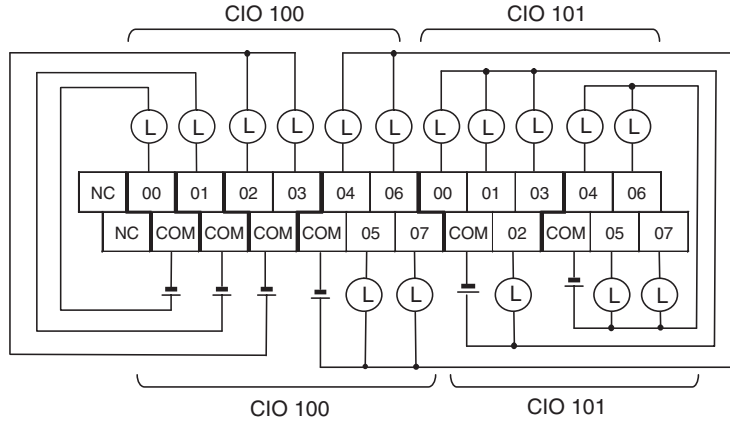 CIO 100 CIO 101
L L L L L L L L L L L
NC 00 01 02 03 04 06 00 01 03 04 06
NC COM COM COM COM 05 07 COM 02 COM 05 07
L L L L L
CIO 100 CIO 101